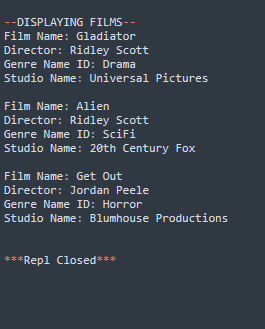 --DISPLAYING FILMS--
Film Name: Gladiator
Director: Ridley Scott
Genre Name ID: Drama
Studio Name: Universal Pictures
Film Name: Alien
Director: Ridley Scott
Genre Name ID: SciFi
Studio Name: 20th Century Fox
Film Name: Get Out
Director: Jordan Peele
Genre Name ID: Horror
Studio Name: Blumhouse Productions
***Repl Closed***